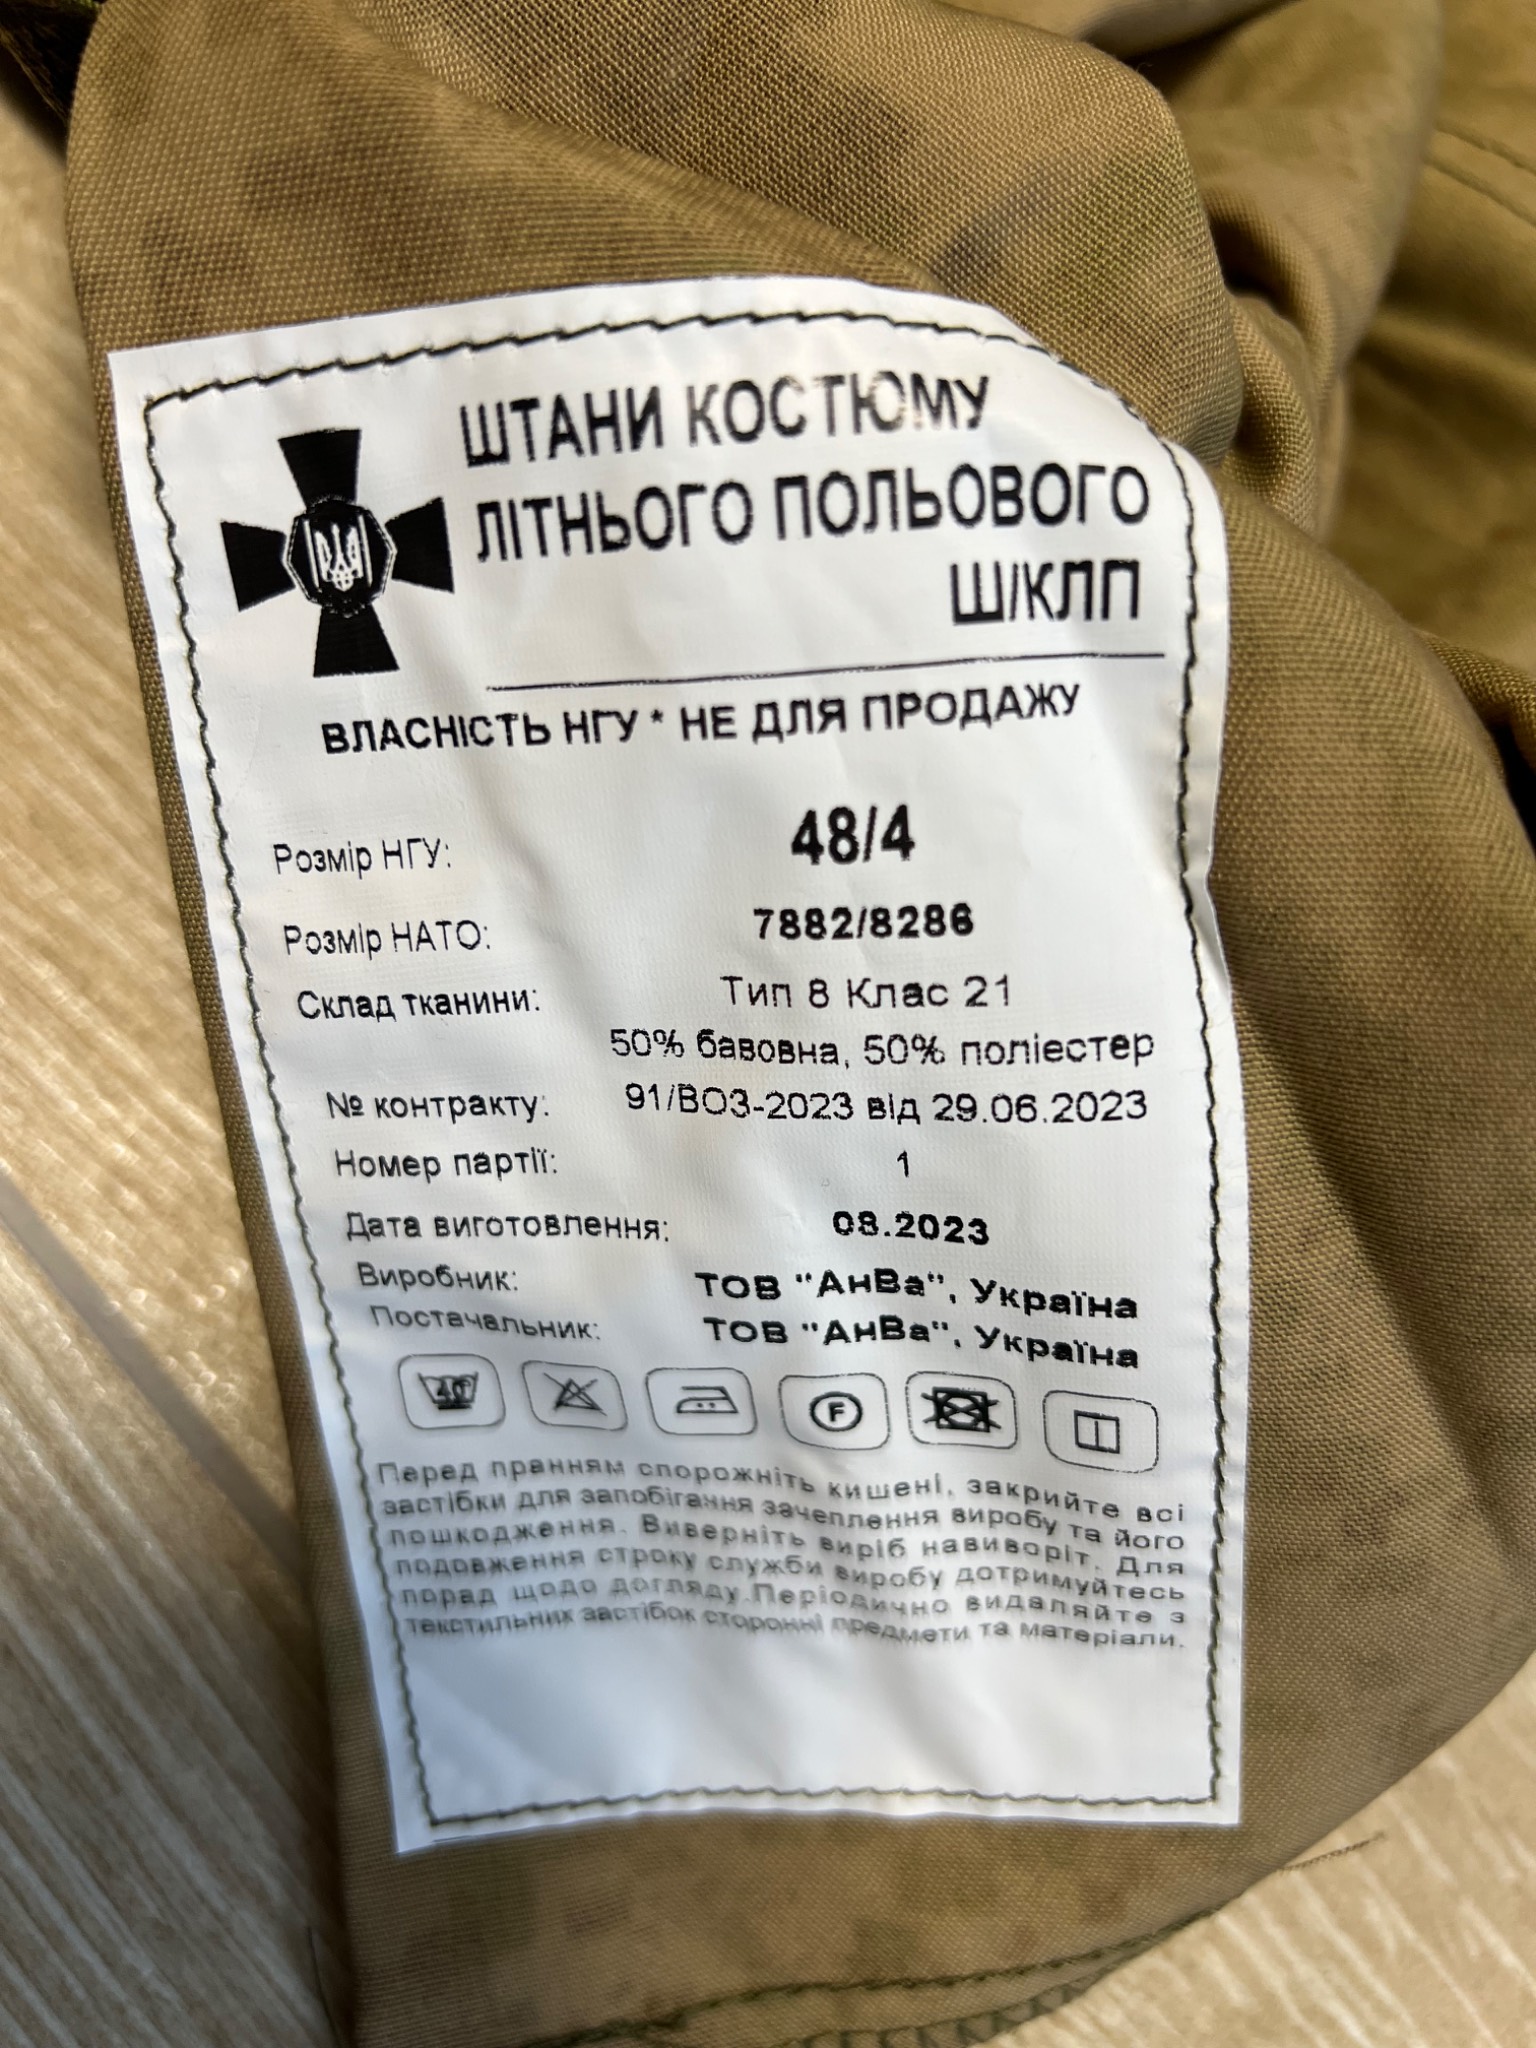 ШТАНИ КОСТЮМУ
ЛІТНЬОГО ПОЛЬОВОГО
Ш/КЛП
ВЛАСНІСТЬ НГУ * НЕ ДЛЯ ПРОДАЖУ
Розмір НГУ: 48/4
Розмір НАТО: 7882/8286
Склад тканини: Тип 8 Клас 21
50% бавовна, 50% поліестер
№ контракту: 91/ВОЗ-2023 від 29.06.2023
Номер партії: 1
Дата виготовлення: 08.2023
Виробник: ТОВ "АнВа", Україна
Постачальник: ТОВ "АнВа", Україна
40 F
Перед пранням спорожніть кишені, закрийте всі
застібки для запобігання зачеплення виробу та його
пошкодження. Виверніть виріб навиворіт. Для
подовження строку служби виробу дотримуйтесь
порад щодо догляду.Періодично видаляйте з
текстильних застібок сторонні предмети та матеріали.